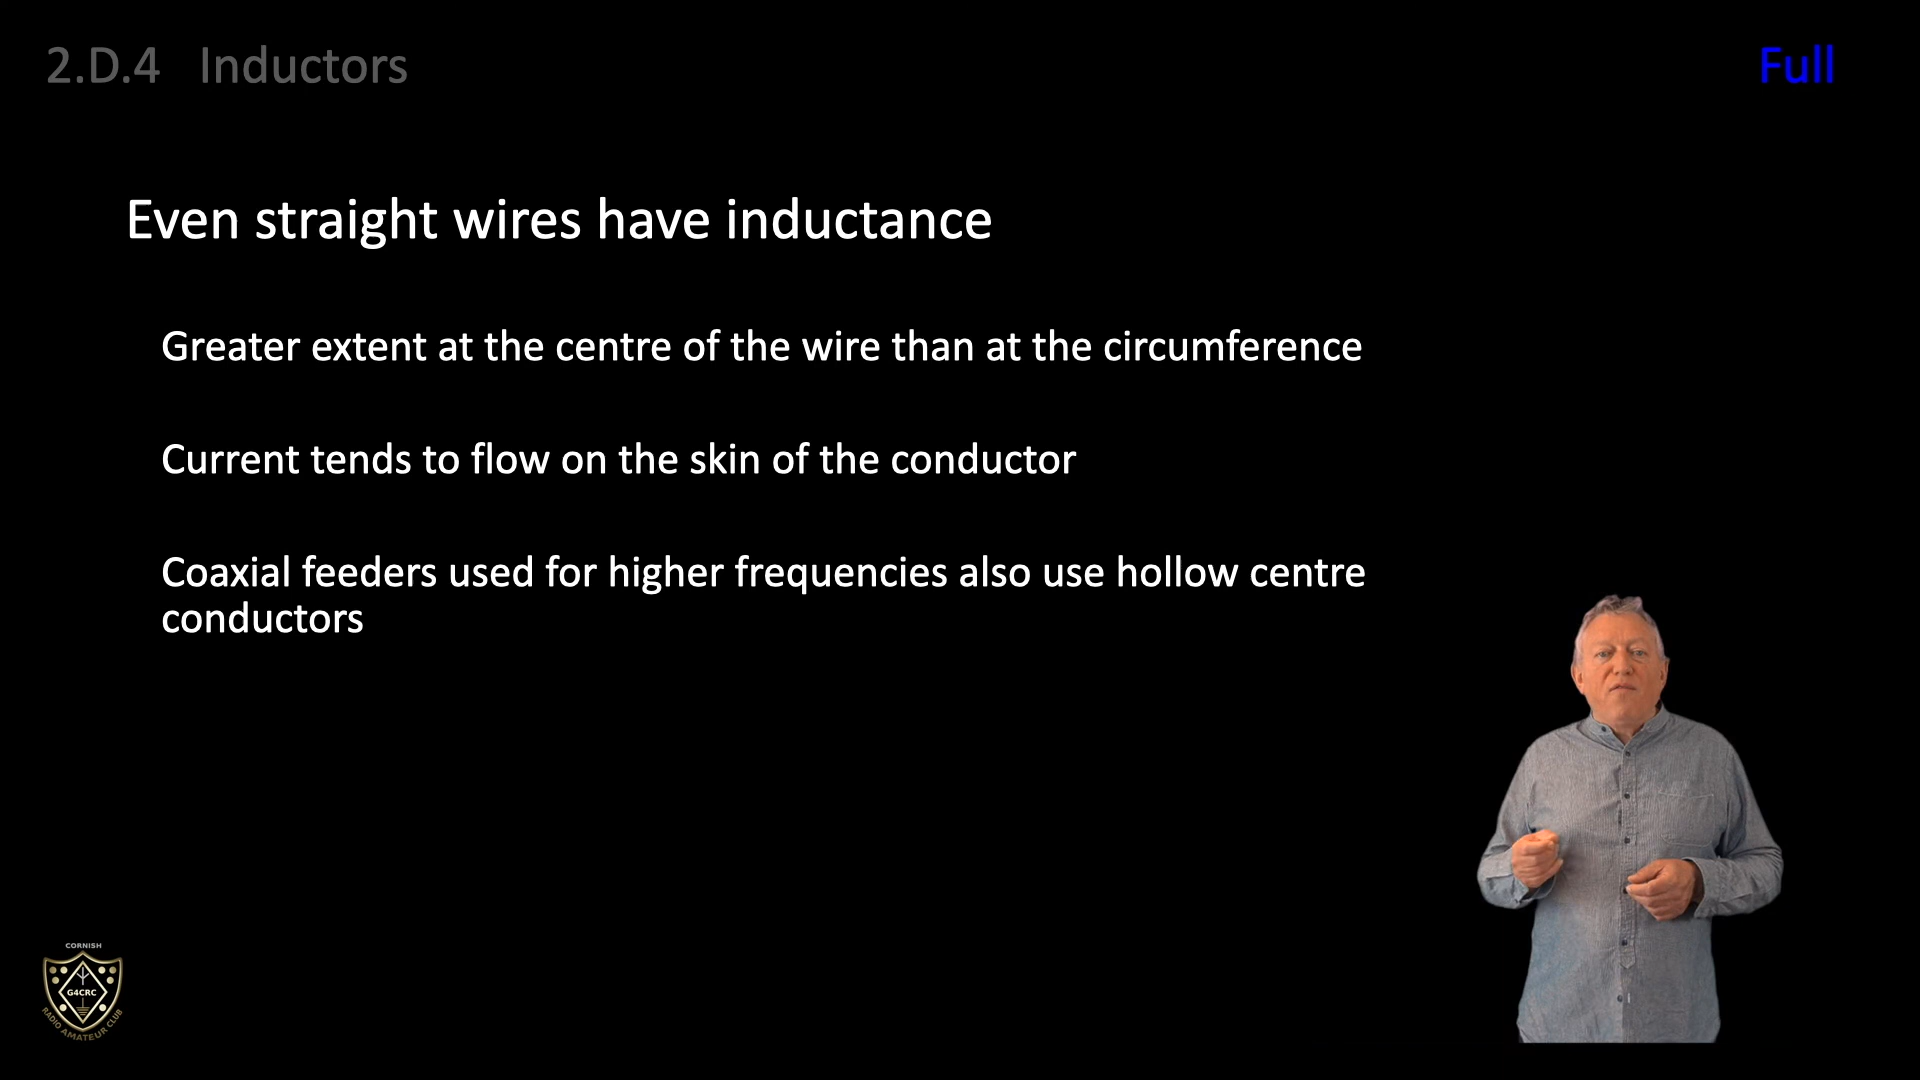 2.D.4 Inductors
Full
Even straight wires have inductance
Greater extent at the centre of the wire than at the circumference
Current tends to flow on the skin of the conductor
Coaxial feeders used for higher frequencies also use hollow centre
conductors
CORNISH
G4CRC
RADIO AMATEUR CLUB